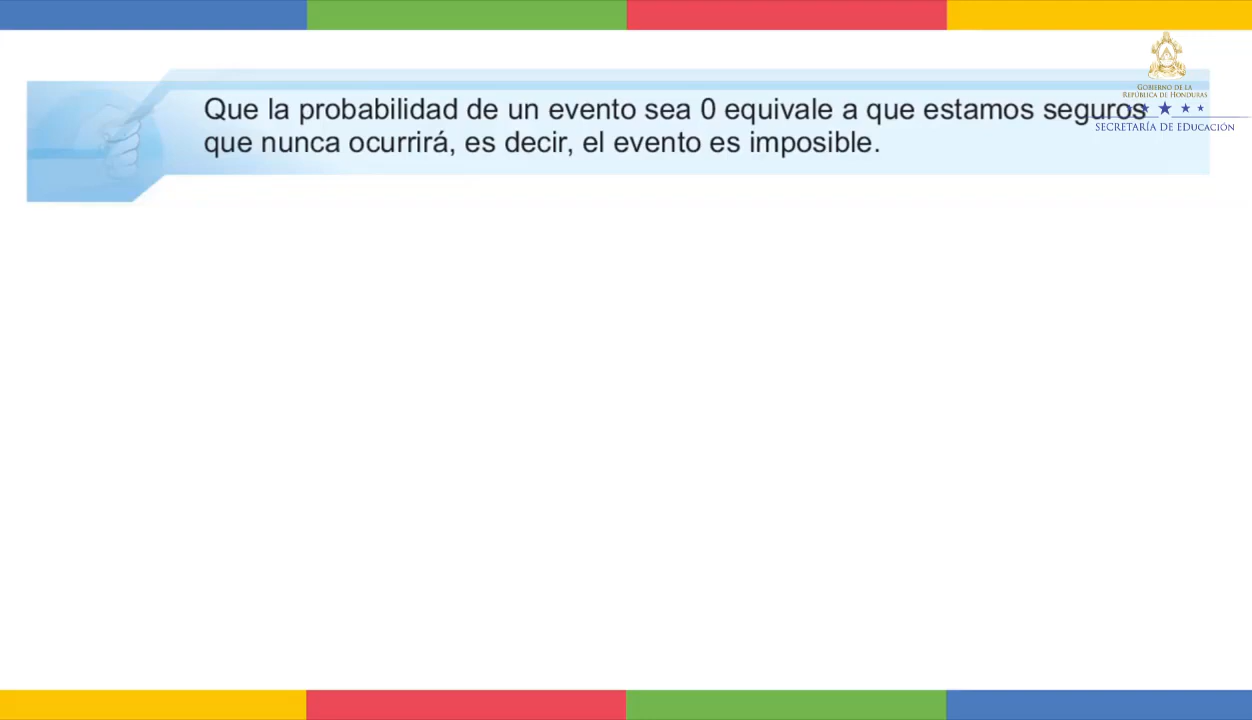 Que la probabilidad de un evento sea 0 equivale a que estamos seguros
que nunca ocurrirá, es decir, el evento es imposible.
GOBIERNO DE LA
REPÚBLICA DE HONDURAS
SECRETARÍA DE EDUCACIÓN